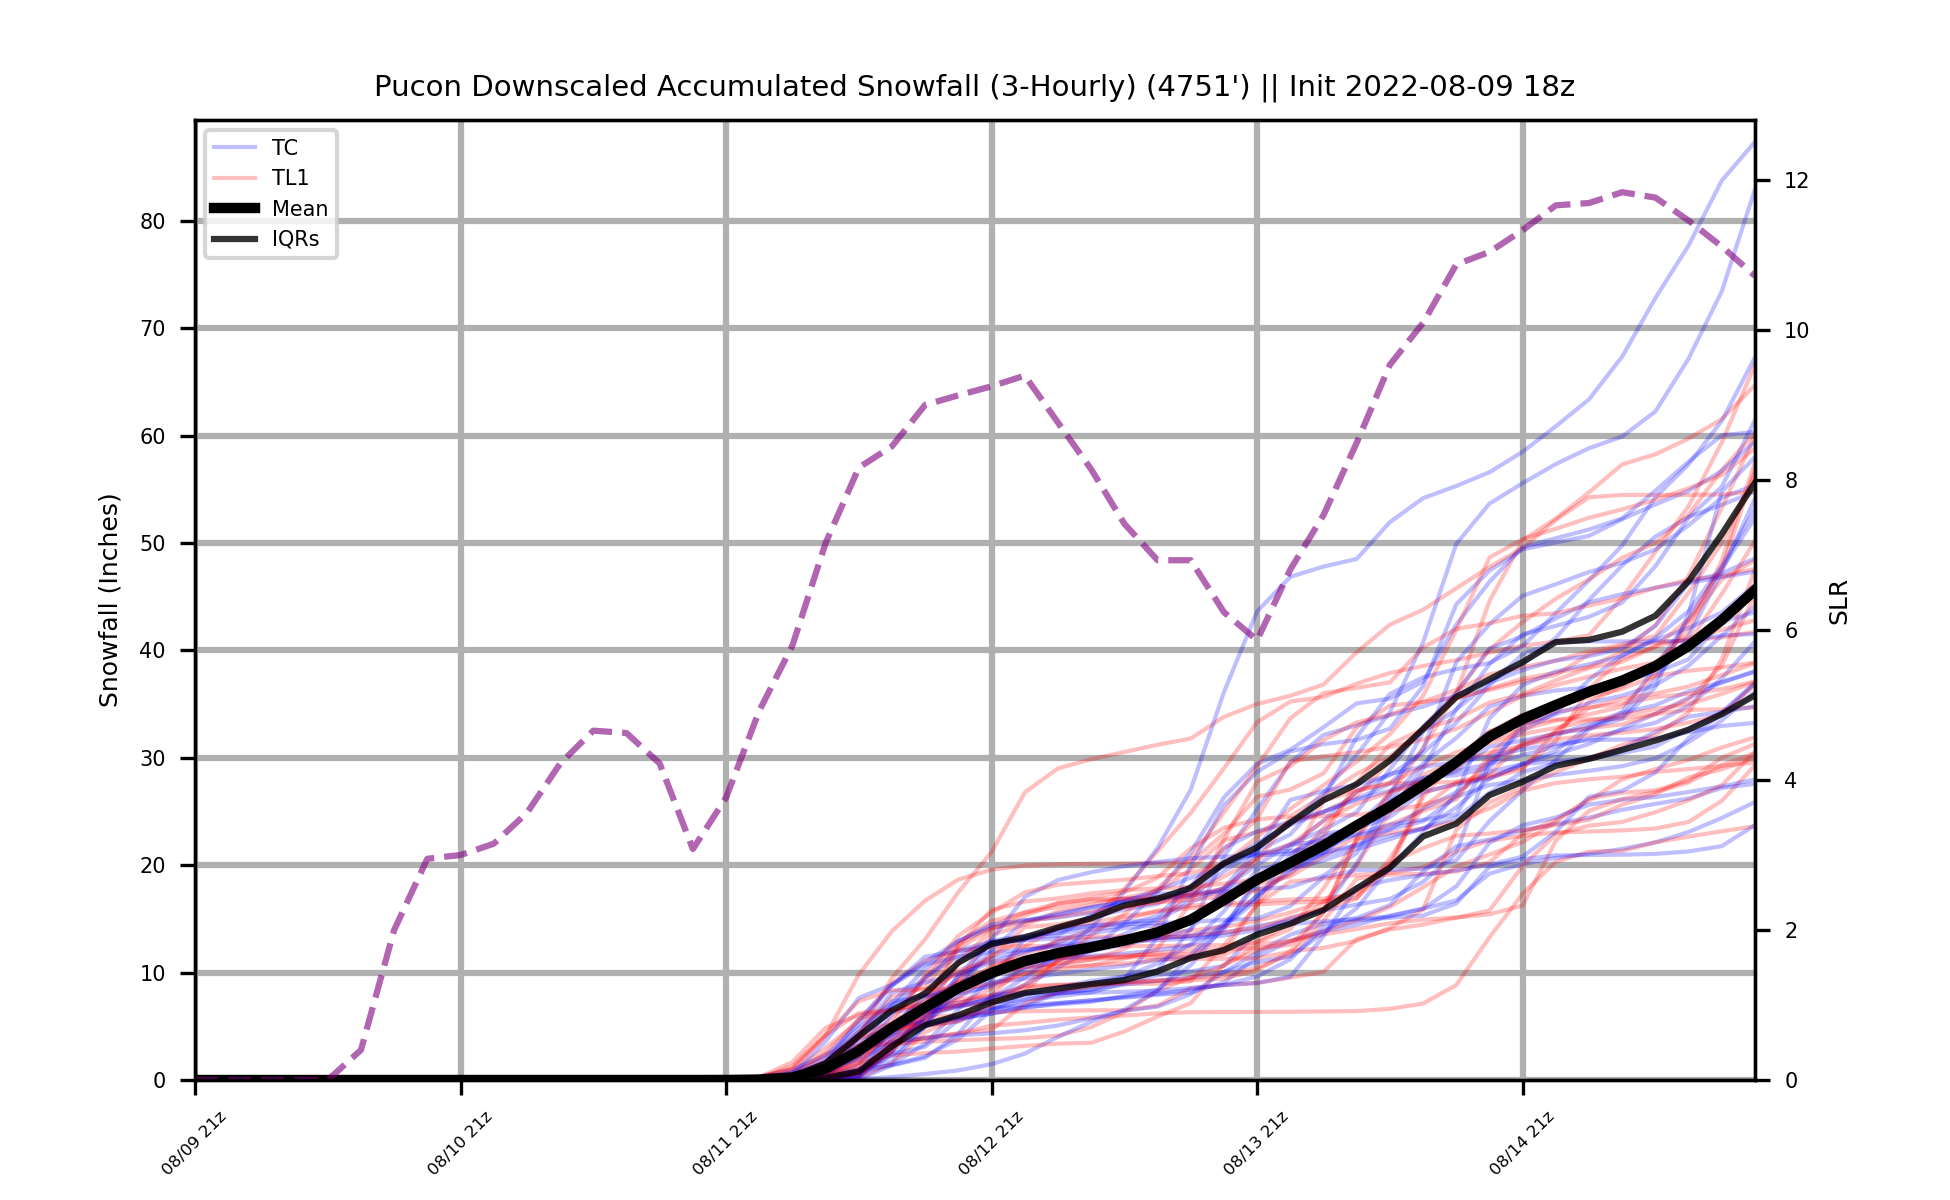 Pucon Downscaled Accumulated Snowfall (3-Hourly) (4751') || Init 2022-08-09 18z
TC
TL1
Mean
IQRs
80
70
60
50
40
30
20
10
0
Snowfall (Inches)
12
10
8
6
4
2
0
SLR
08/09 21z
08/10 21z
08/11 21z
08/12 21z
08/13 21z
08/14 21z